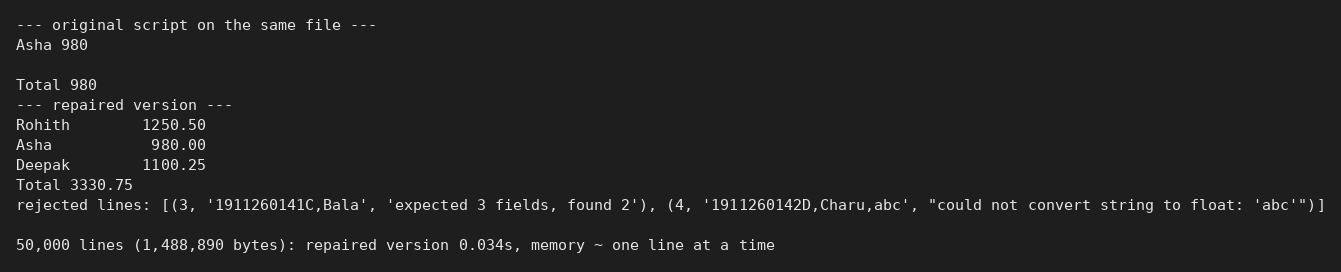 --- original script on the same file ---
Asha 980
Total 980
--- repaired version ---
Rohith        1250.50
Asha           980.00
Deepak        1100.25
Total 3330.75
rejected lines: [(3, '1911260141C,Bala', 'expected 3 fields, found 2'), (4, '1911260142D,Charu,abc', "could not convert string to float: 'abc'")]
50,000 lines (1,488,890 bytes): repaired version 0.034s, memory ~ one line at a time